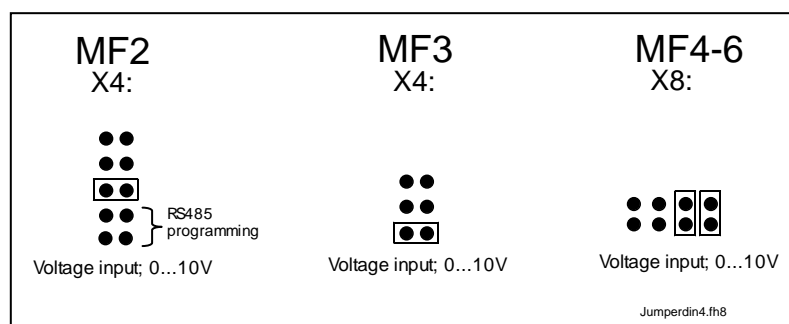 MF2
X4:
RS485
programming
Voltage input; 0...10V
MF3
X4:
Voltage input; 0...10V
MF4-6
X8:
Voltage input; 0...10V
Jumperdin4.fh8